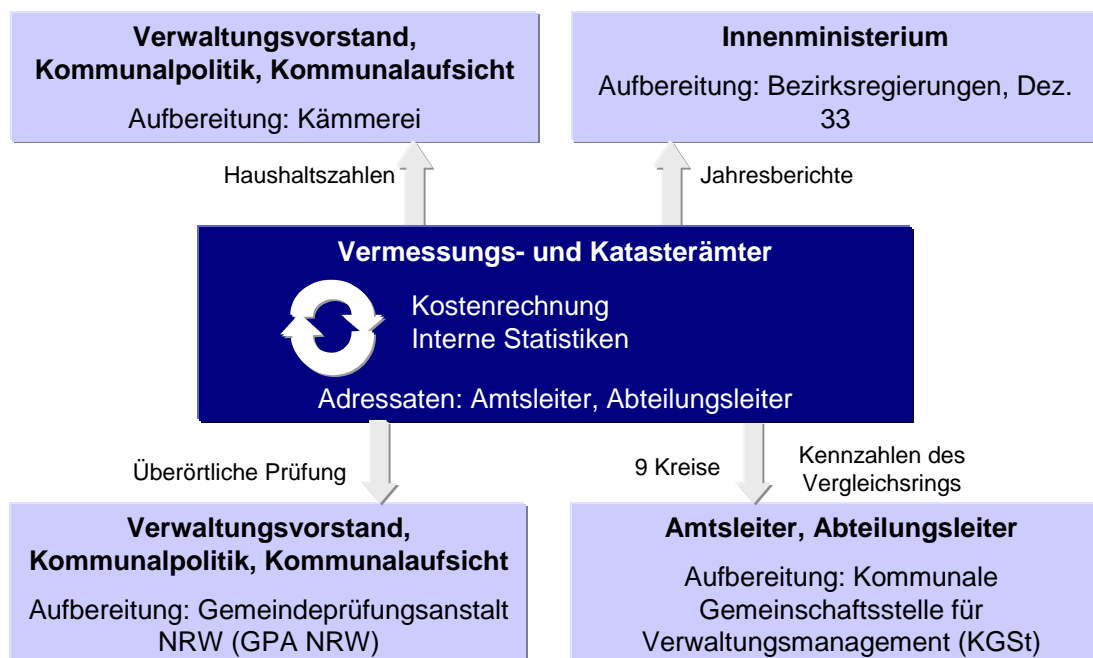 Verwaltungsvorstand,
Kommunalpolitik, Kommunalaufsicht
Aufbereitung: Kämmerei
Innenministerium
Aufbereitung: Bezirksregierungen, Dez.
33
Haushaltszahlen
Jahresberichte
Vermessungs- und Katasterämter
Kostenrechnung
Interne Statistiken
Adressaten: Amtsleiter, Abteilungsleiter
Überörtliche Prüfung
9 Kreise
Kennzahlen des
Vergleichsrings
Verwaltungsvorstand,
Kommunalpolitik, Kommunalaufsicht
Aufbereitung: Gemeindeprüfungsanstalt
NRW (GPA NRW)
Amtsleiter, Abteilungsleiter
Aufbereitung: Kommunale
Gemeinschaftsstelle für
Verwaltungsmanagement (KGSt)